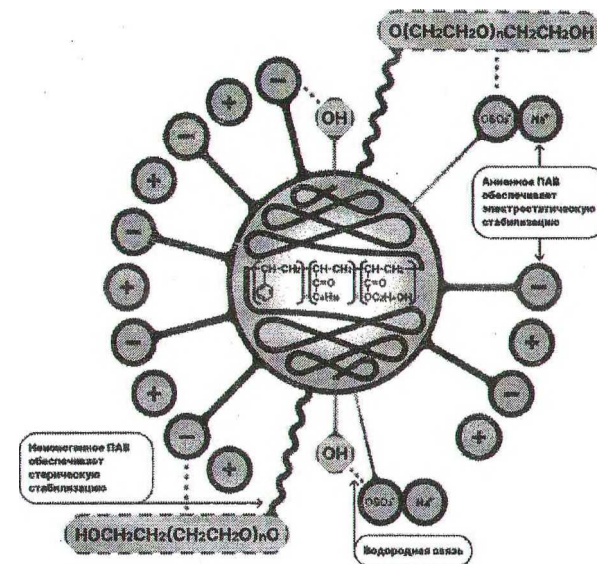 O(CH₂CH₂O)ₙCH₂CH₂OH
−
+
OH
−
+
OSO₃⁻ Na⁺
−
+
Анионное ПАВ
обеспечивает
электростатическую
стабилизацию
−
+
CH-CH₂ CH-CH₂ CH-CH₂
C=O C=O
−
−
+
−
+
−
+
OH
Неионогенное ПАВ
обеспечивает
стерическую
стабилизацию
OSO₃⁻ Na⁺
HOCH₂CH₂(CH₂CH₂O)ₙO
Водородная связь